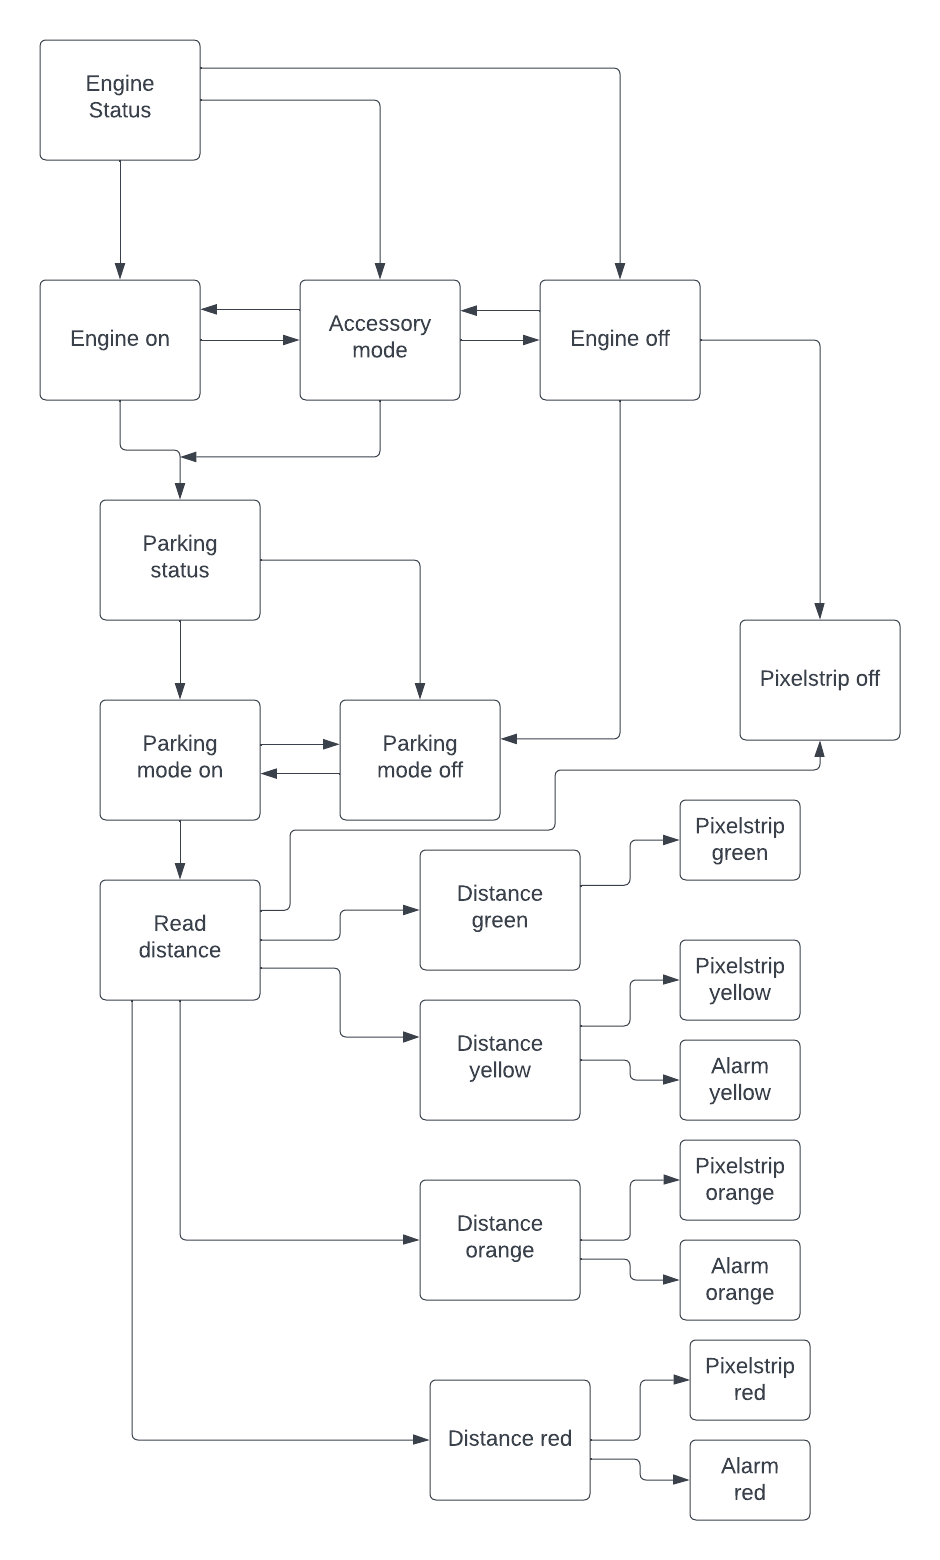 Engine
Status
Engine on
Accessory
mode
Engine off
Parking
status
Pixelstrip off
Parking
mode on
Parking
mode off
Pixelstrip
green
Read
distance
Distance
green
Pixelstrip
yellow
Distance
yellow
Alarm
yellow
Pixelstrip
orange
Distance
orange
Alarm
orange
Pixelstrip
red
Distance red
Alarm
red